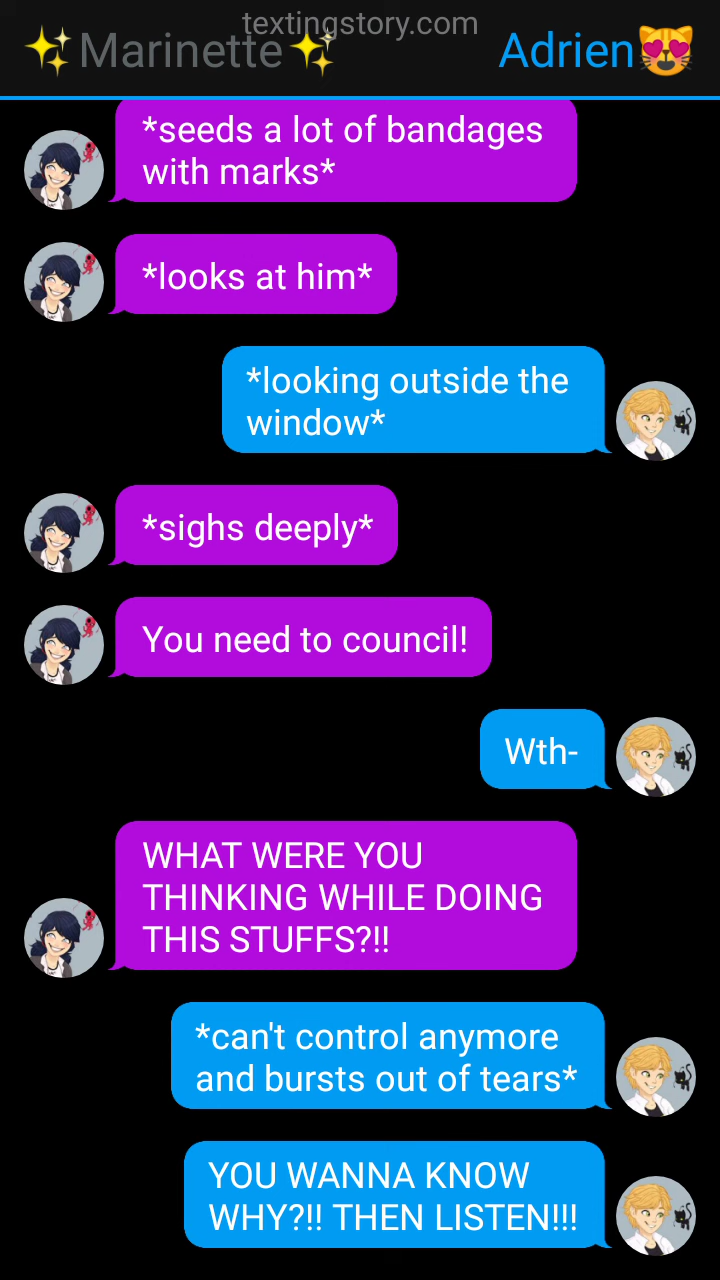 textingstory.com
✨Marinette✨ Adrien😻
*seeds a lot of bandages
with marks*
*looks at him*
*looking outside the
window*
*sighs deeply*
You need to council!
Wth-
WHAT WERE YOU
THINKING WHILE DOING
THIS STUFFS?!!
*can't control anymore
and bursts out of tears*
YOU WANNA KNOW
WHY?!! THEN LISTEN!!!